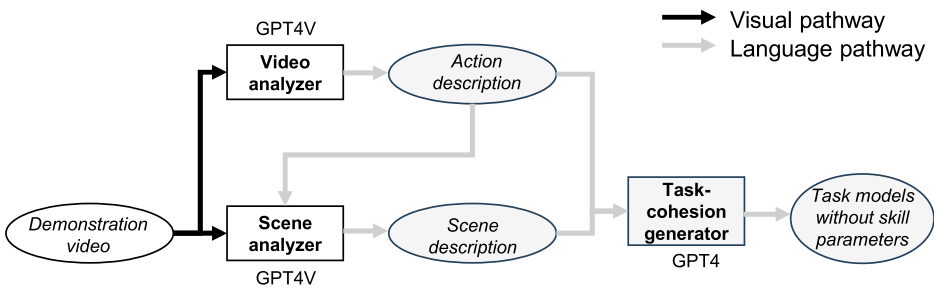 GPT4V
Visual pathway
Language pathway
Video
analyzer
Action
description
Demonstration
video
Scene
analyzer
GPT4V
Scene
description
Task-
cohesion
generator
GPT4
Task models
without skill
parameters